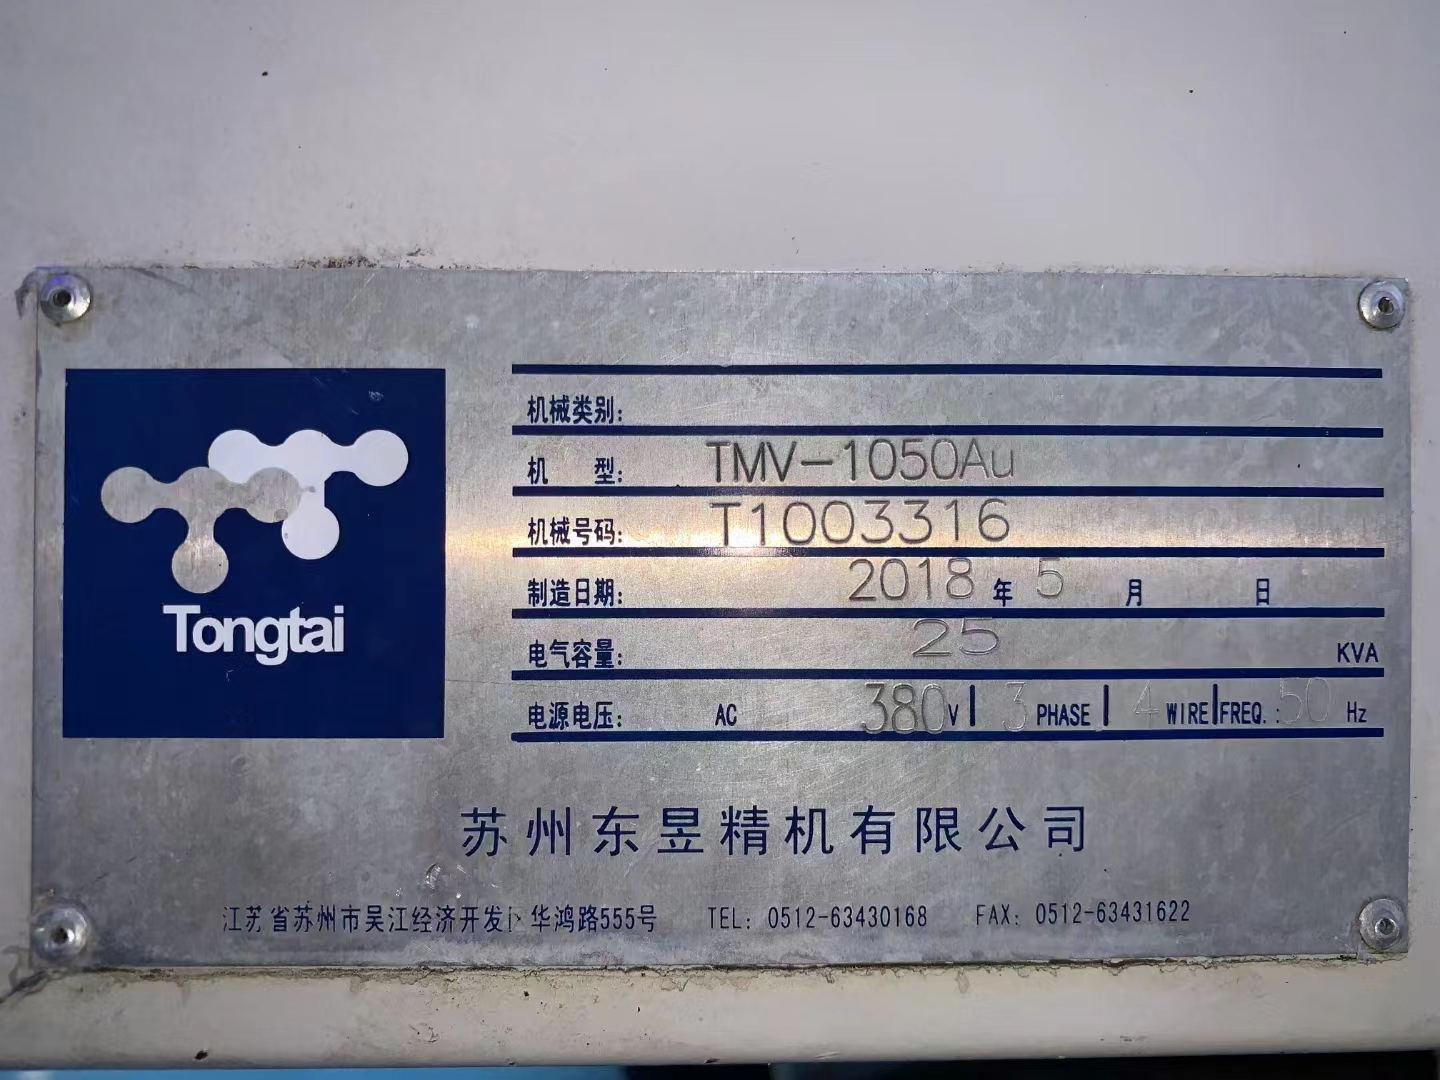 Tongtai
机械类别:
机 型: TMV-1050Au
机械号码: T1003316
制造日期: 2018 年 5 月 日
电气容量: 25 KVA
电源电压: AC 380V | 3 PHASE | 4 WIRE | FREQ.: 50 Hz
苏州东昱精机有限公司
江苏省苏州市吴江经济开发区华鸿路555号 TEL: 0512-63430168 FAX: 0512-63431622